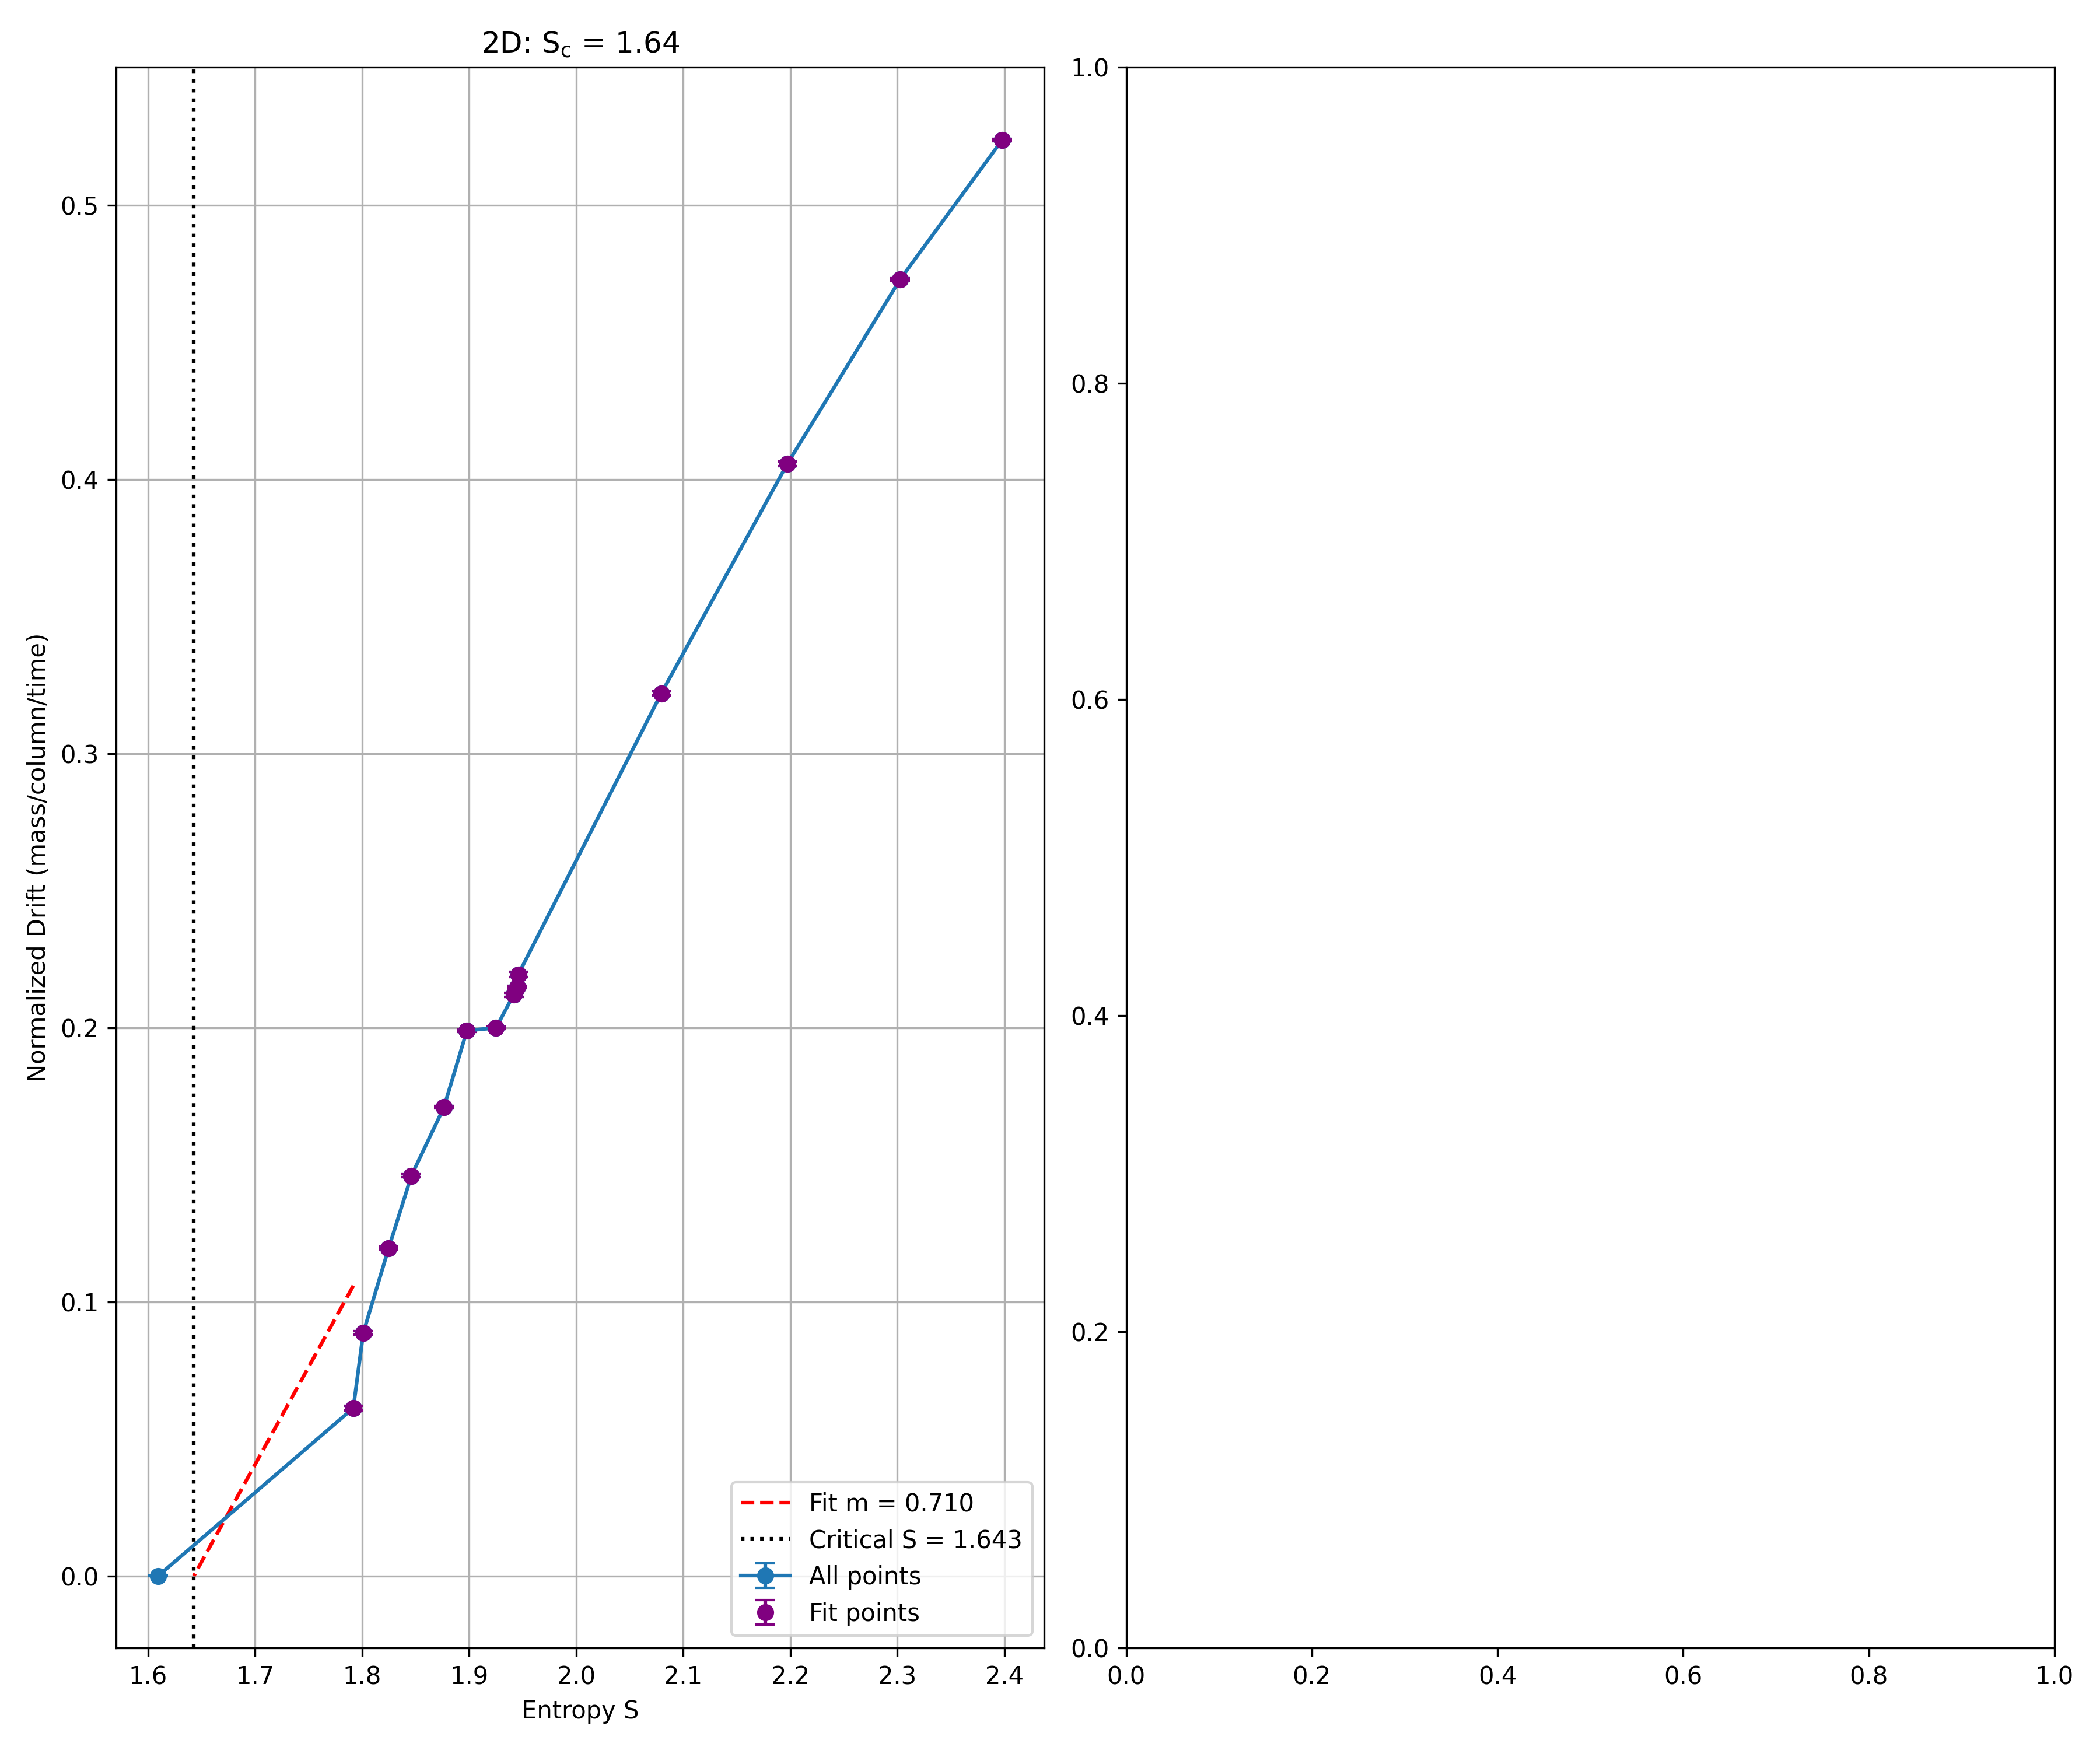 2D: Sc = 1.64
Normalized Drift (mass/column/time)
0.5
0.4
0.3
0.2
0.1
0.0
1.6 1.7 1.8 1.9 2.0 2.1 2.2 2.3 2.4
Entropy S
Fit m = 0.710
Critical S = 1.643
All points
Fit points
1.0
0.8
0.6
0.4
0.2
0.0
0.0 0.2 0.4 0.6 0.8 1.0